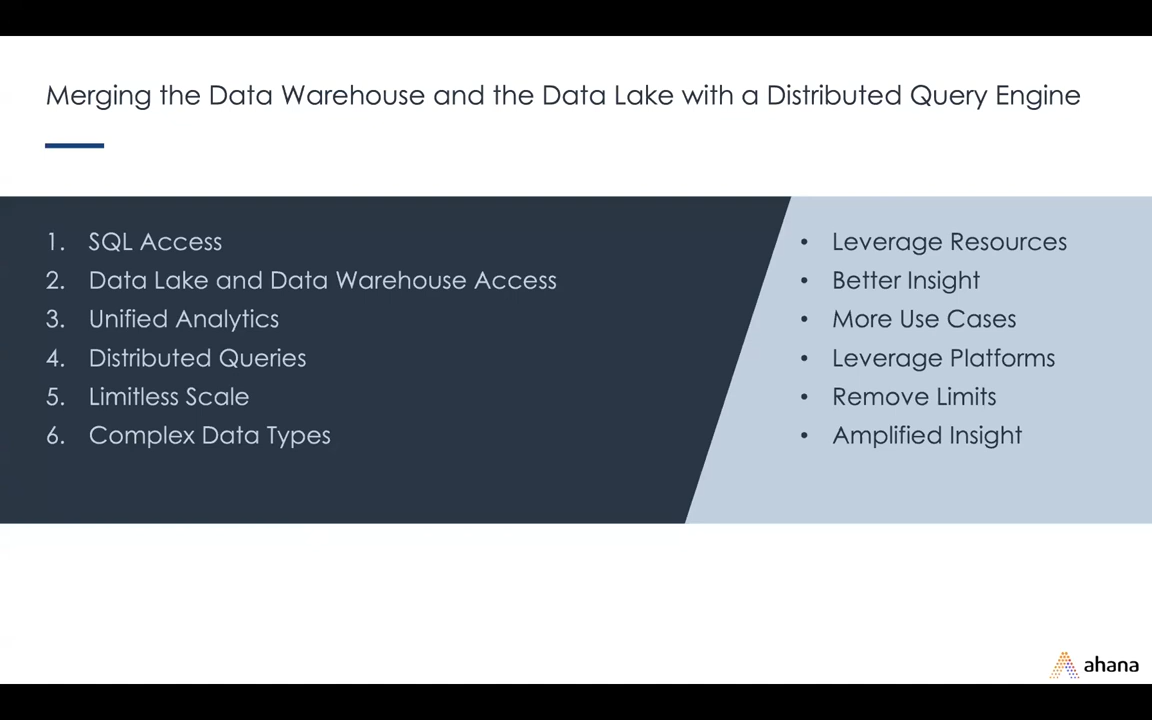 Merging the Data Warehouse and the Data Lake with a Distributed Query Engine
1. SQL Access
2. Data Lake and Data Warehouse Access
3. Unified Analytics
4. Distributed Queries
5. Limitless Scale
6. Complex Data Types
• Leverage Resources
• Better Insight
• More Use Cases
• Leverage Platforms
• Remove Limits
• Amplified Insight
ahana